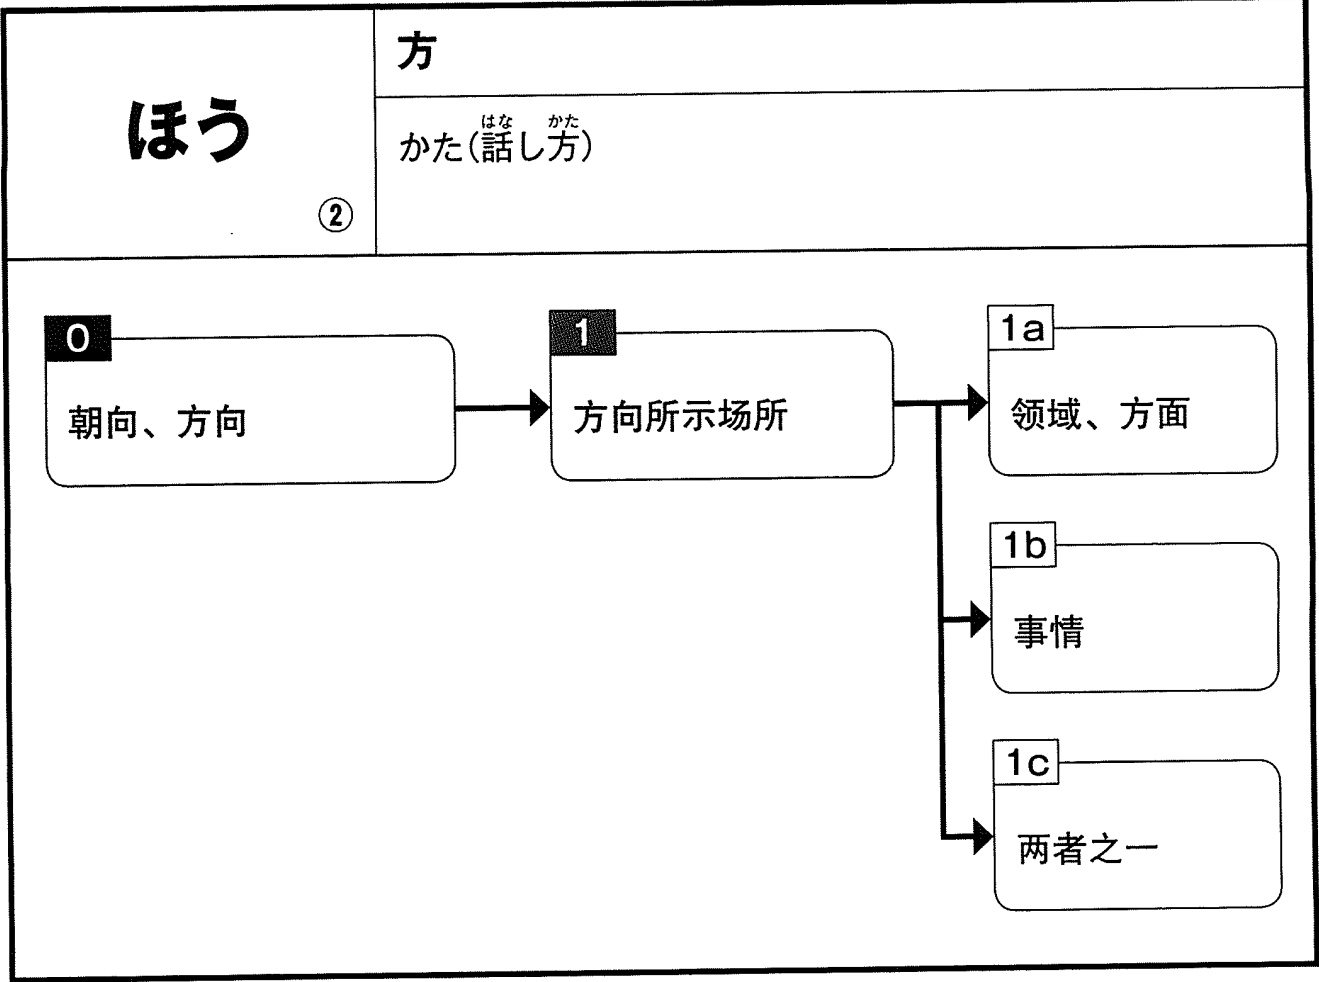 ほう
②
方
かた(話し方)
はな かた
0
朝向、方向
1
方向所示场所
1a
领域、方面
1b
事情
1c
两者之一